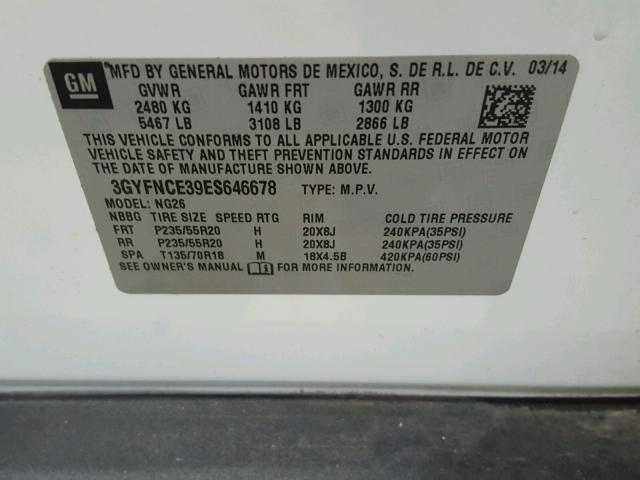 GM *MFD BY GENERAL MOTORS DE MEXICO, S. DE R.L. DE C.V. 03/14
GVWR GAWR FRT GAWR RR
2480 KG 1410 KG 1300 KG
5467 LB 3108 LB 2866 LB
THIS VEHICLE CONFORMS TO ALL APPLICABLE U.S. FEDERAL MOTOR
VEHICLE SAFETY AND THEFT PREVENTION STANDARDS IN EFFECT ON
THE DATE OF MANUFACTURE SHOWN ABOVE.
3GYFNCE39ES646678 TYPE: M.P.V.
MODEL: NG26
NBBG TIRE SIZE SPEED RTG RIM COLD TIRE PRESSURE
FRT P235/55R20 H 20X8J 240KPA(35PSI)
RR P235/55R20 H 20X8J 240KPA(35PSI)
SPA T135/70R18 M 18X4.5B 420KPA(60PSI)
SEE OWNER'S MANUAL FOR MORE INFORMATION.